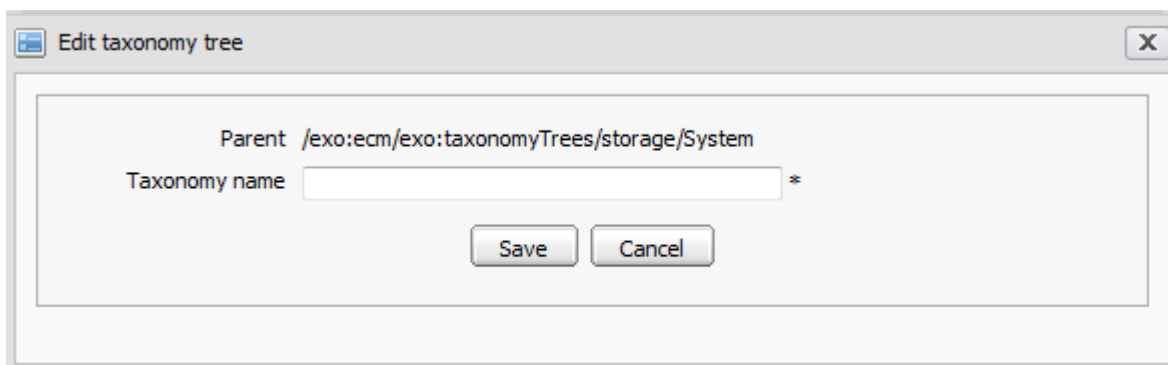 Edit taxonomy tree X
Parent /exo:ecm/exo:taxonomyTrees/storage/System
Taxonomy name *
Save Cancel